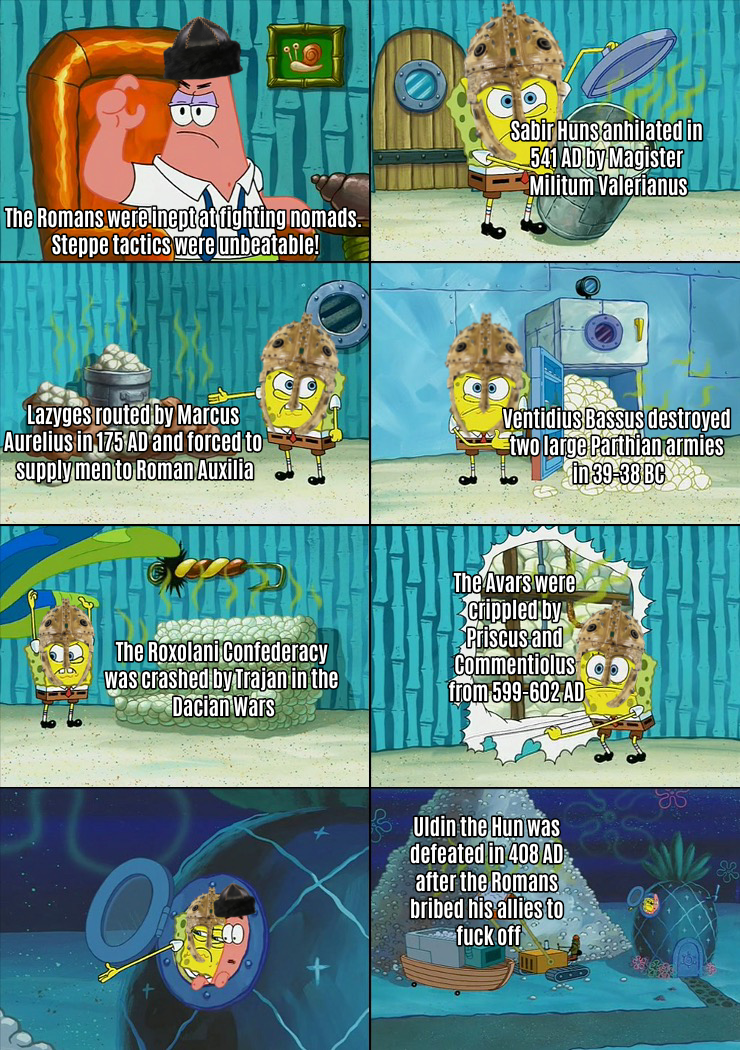 The Romans were inept at fighting nomads.
Steppe tactics were unbeatable!
Sabir Huns anhilated in
541 AD by Magister
Militum Valerianus
Lazyges routed by Marcus
Aurelius in 175 AD and forced to
supply men to Roman Auxilia
Ventidius Bassus destroyed
two large Parthian armies
in 39-38 BC
The Roxolani Confederacy
was crashed by Trajan in the
Dacian Wars
The Avars were
crippled by
Priscus and
Commentiolus
from 599-602 AD
Uldin the Hun was
defeated in 408 AD
after the Romans
bribed his allies to
fuck off